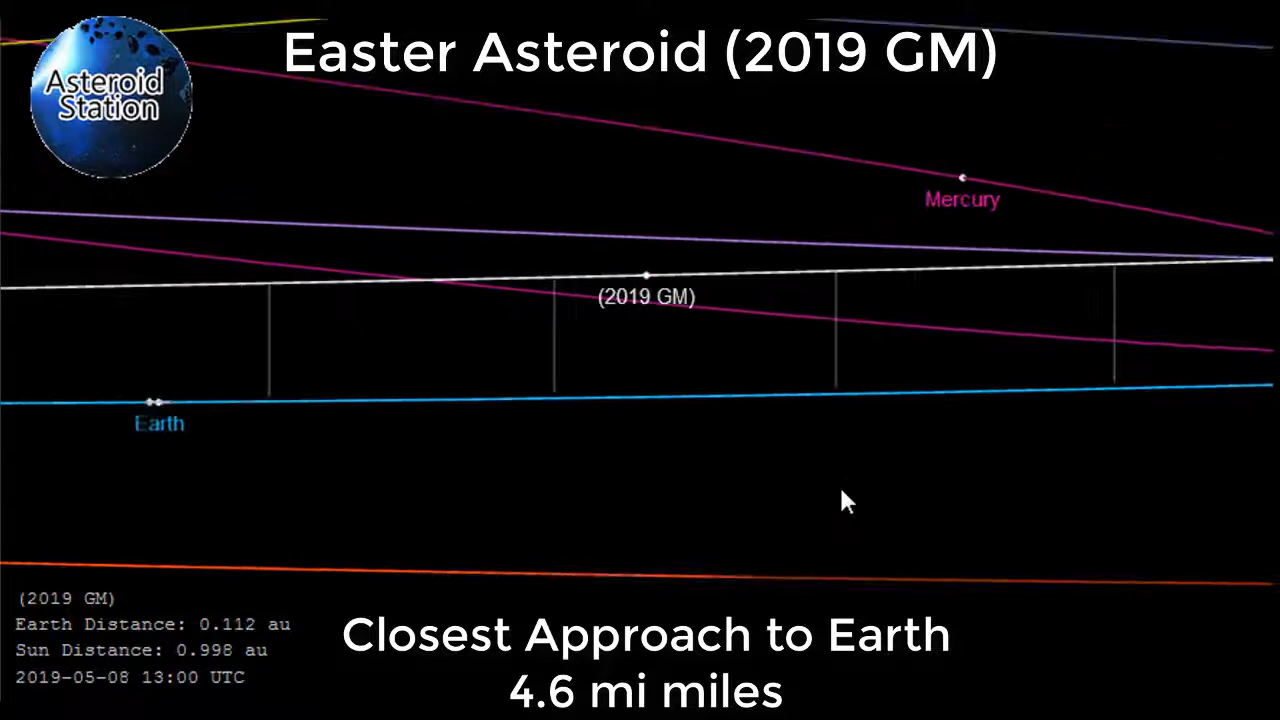 Easter Asteroid (2019 GM)
Asteroid
Station
Mercury
(2019 GM)
Earth
(2019 GM)
Earth Distance: 0.112 au
Sun Distance: 0.998 au
2019-05-08 13:00 UTC
Closest Approach to Earth
4.6 mi miles